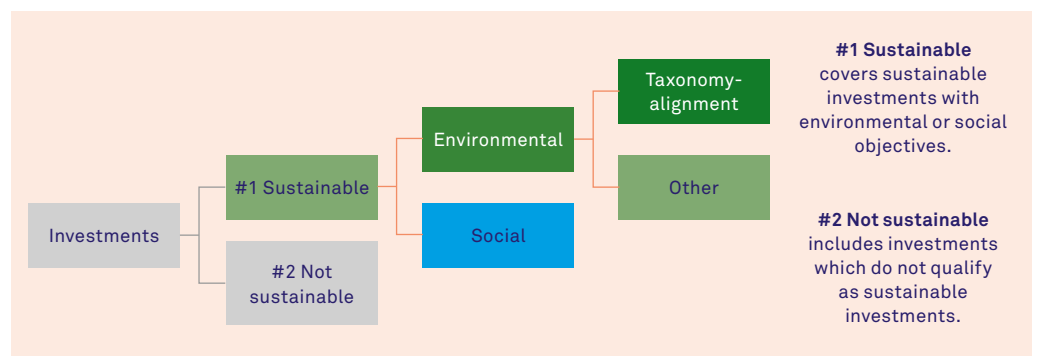 Investments
#1 Sustainable
#2 Not
sustainable
Environmental
Social
Taxonomy-
alignment
Other
#1 Sustainable
covers sustainable
investments with
environmental or social
objectives.
#2 Not sustainable
includes investments
which do not qualify
as sustainable
investments.